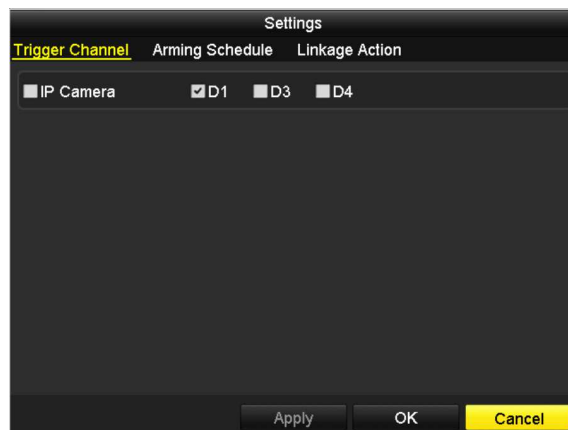 Settings
Trigger Channel Arming Schedule Linkage Action
IP Camera D1 D3 D4
Apply OK Cancel